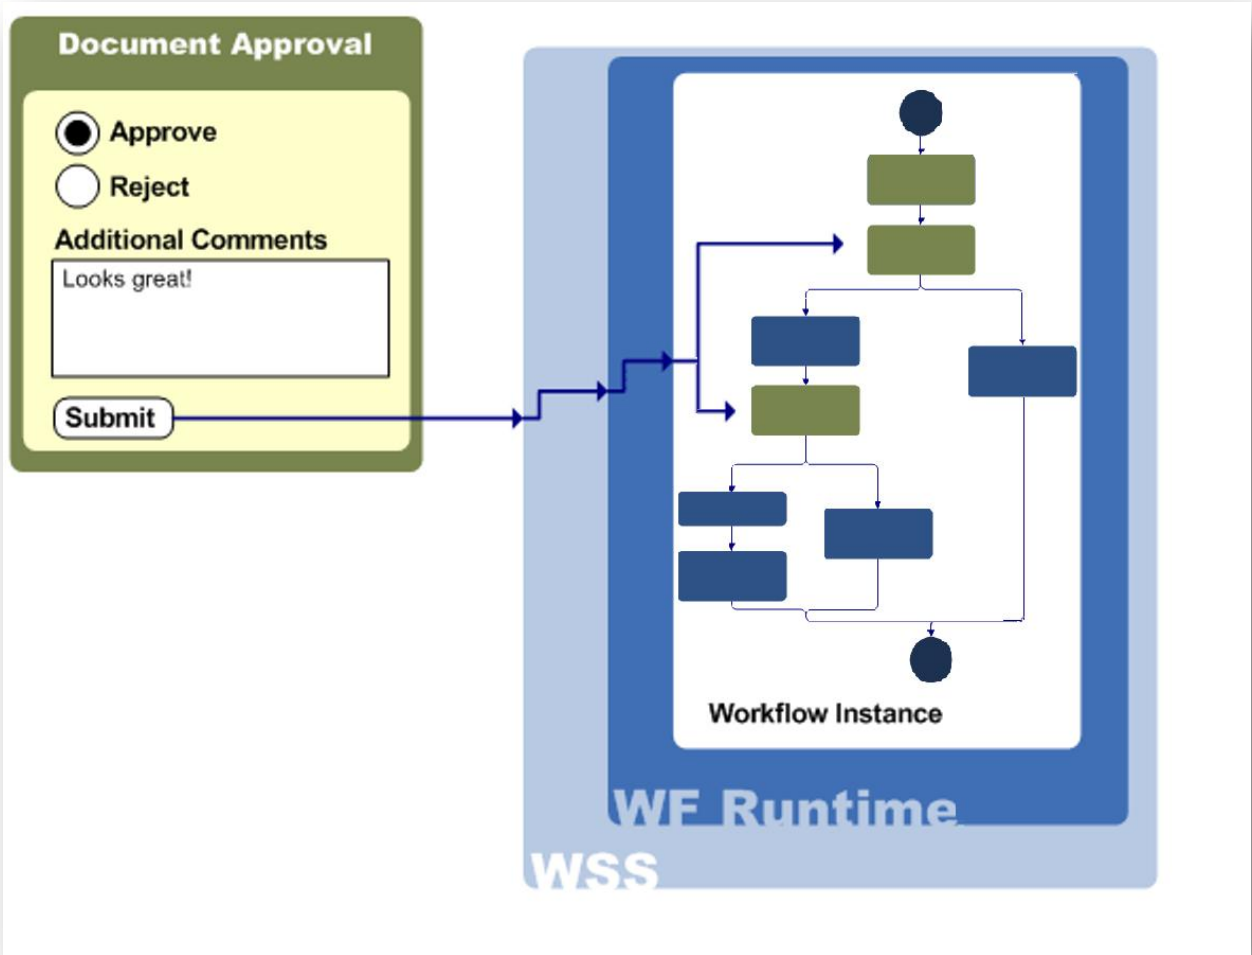 Document Approval
Approve
Reject
Additional Comments
Looks great!
Submit
Workflow Instance
WF Runtime
WSS